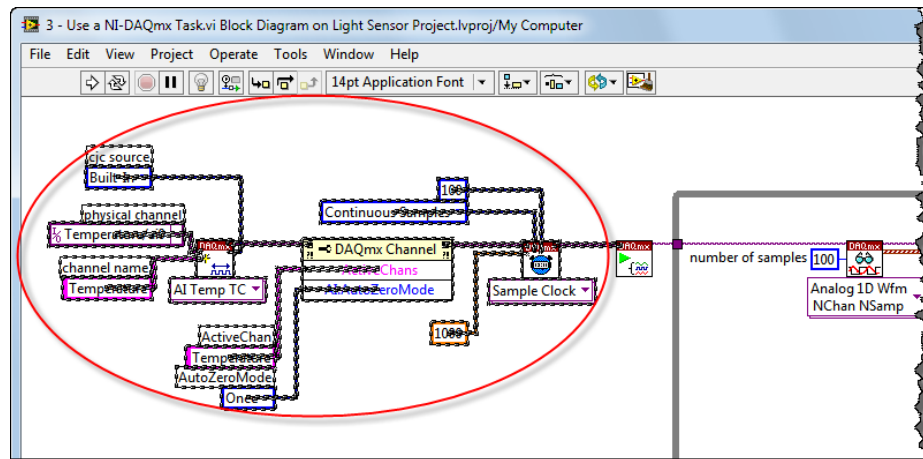 3 - Use a NI-DAQmx Task.vi Block Diagram on Light Sensor Project.lvproj/My Computer
File Edit View Project Operate Tools Window Help
14pt Application Font
cjc source
Built-In
100
physical channel
Continuous Samples
Temperature/ai0
DAQmx
DAQmx Channel
DAQmx
DAQmx
DAQmx
channel name
ActiveChans
number of samples 100
Temperature
AI Temp TC
AI.AutoZeroMode
Sample Clock
Analog 1D Wfm
NChan NSamp
ActiveChan
Temperature
AutoZeroMode
Once